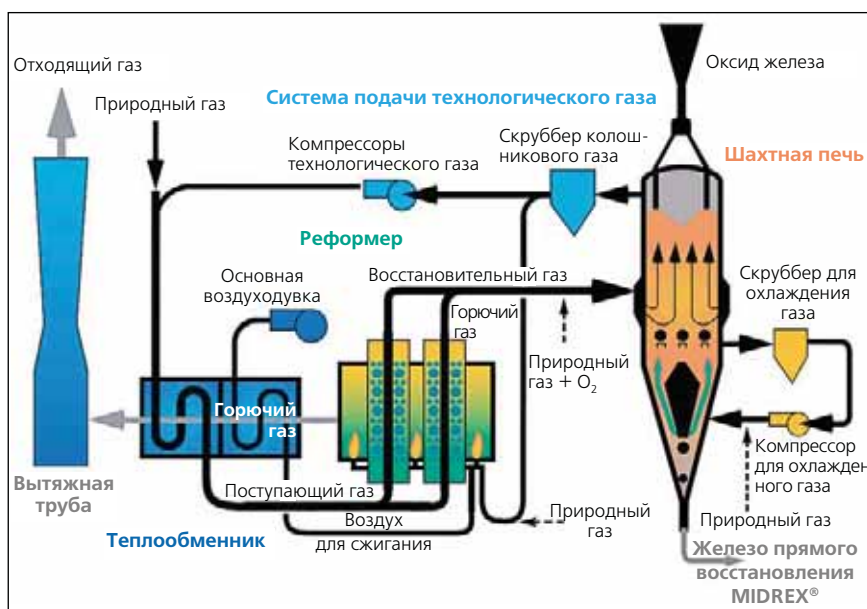 Отходящий газ
Природный газ
Система подачи технологического газа
Оксид железа
Компрессоры
технологического газа
Скруббер колош-
никового газа
Шахтная печь
Реформер
Основная
воздуходувка
Восстановительный газ
Горючий
газ
Скруббер для
охлаждения
газа
Природный
газ + O₂
Горючий
газ
Вытяжная
труба
Поступающий газ
Воздух
для сжигания
Природный
газ
Компрессор
для охлажден
ного газа
Природный газ
Теплообменник
Железо прямого
восстановления
MIDREX®